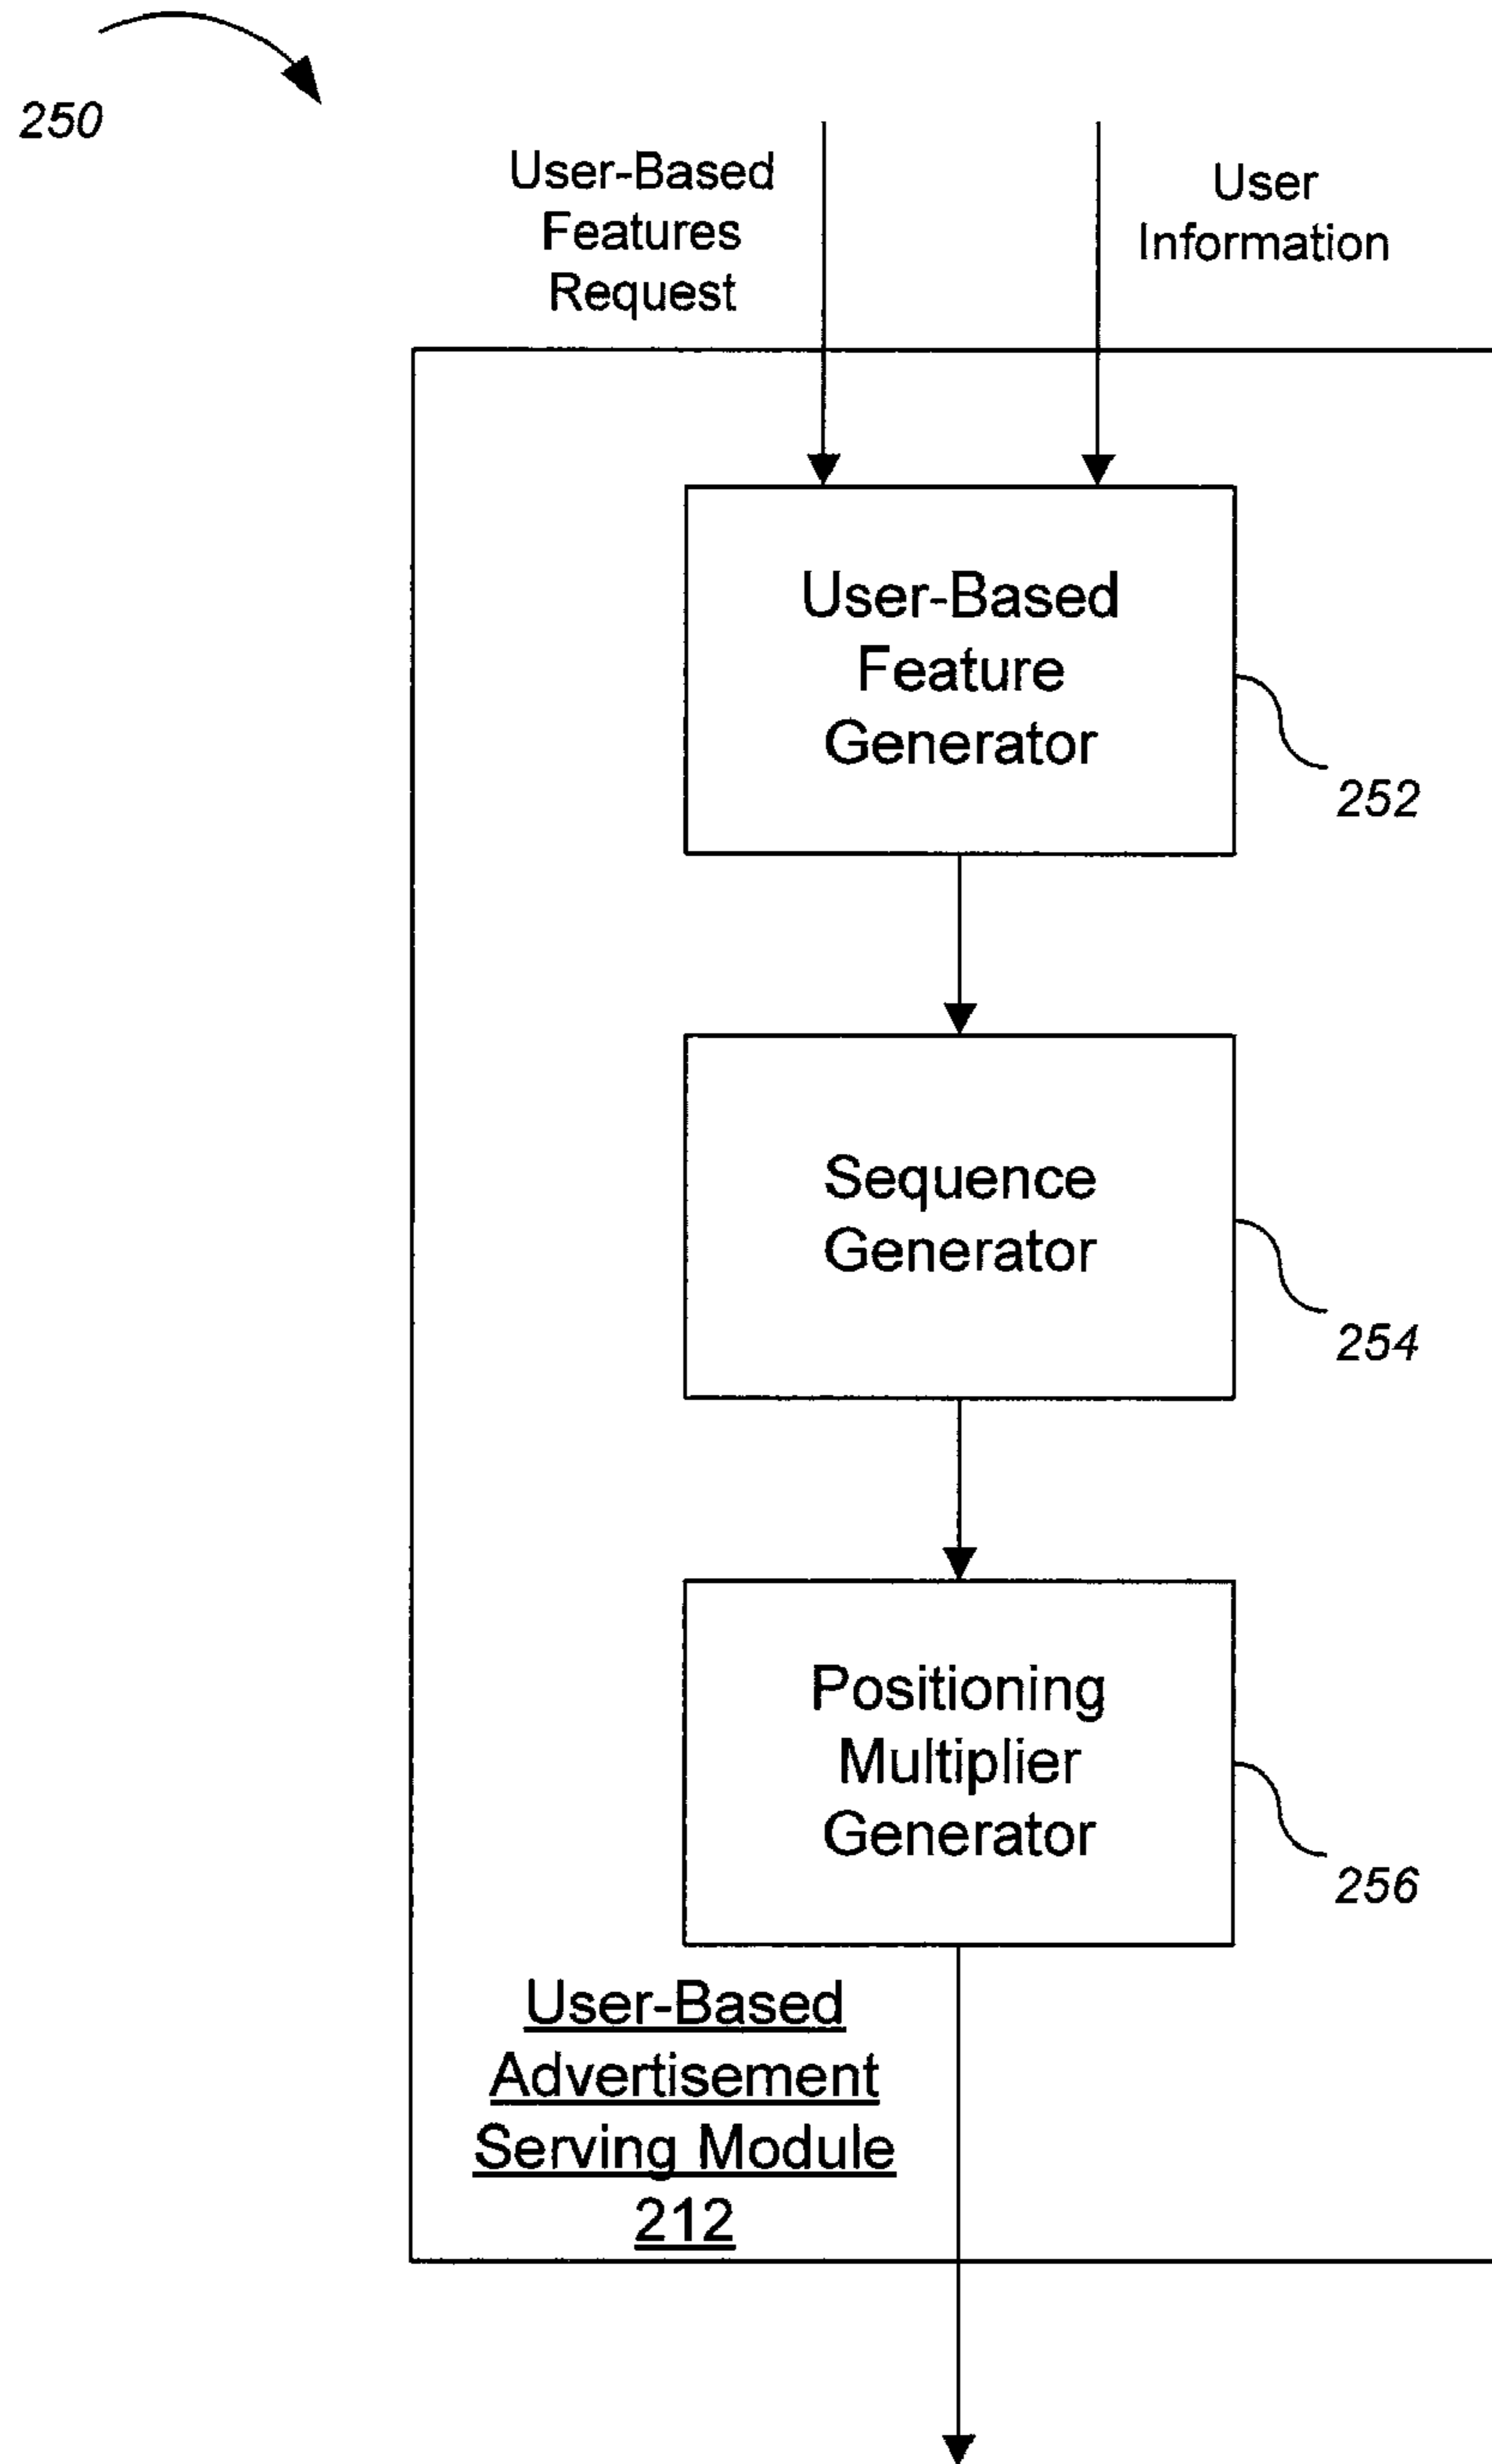 250
User-Based
Features
Request
User
Information
User-Based
Feature
Generator
252
Sequence
Generator
254
Positioning
Multiplier
Generator
256
User-Based
Advertisement
Serving Module
212